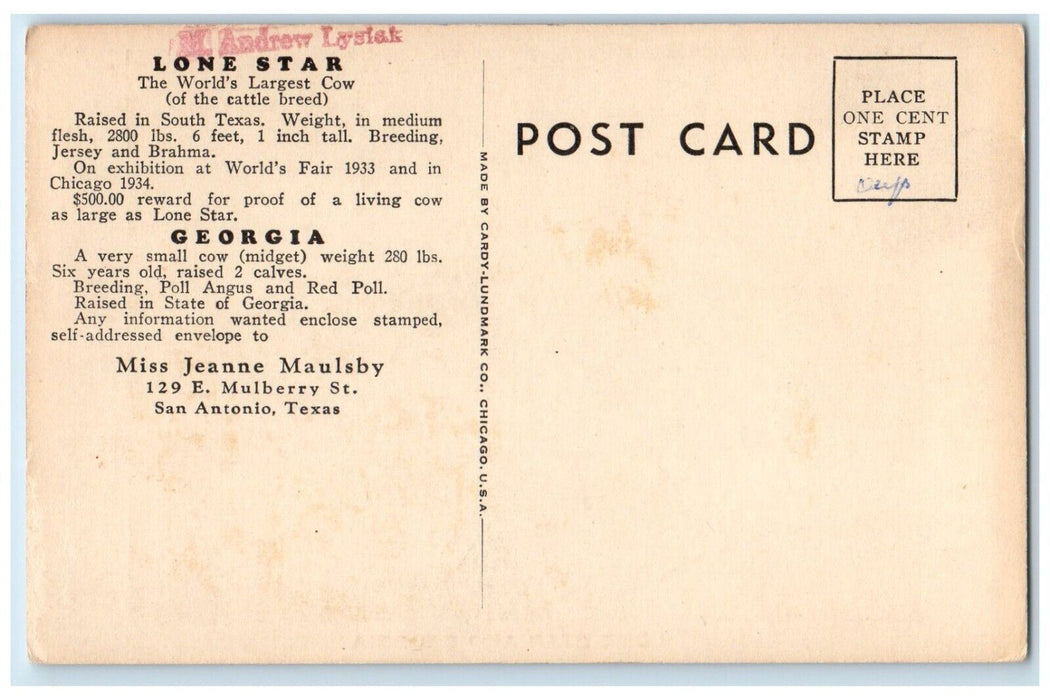 M. Andrew Lysiak
LONE STAR
The World's Largest Cow
(of the cattle breed)
Raised in South Texas. Weight, in medium
flesh, 2800 lbs. 6 feet, 1 inch tall. Breeding,
Jersey and Brahma.
On exhibition at World's Fair 1933 and in
Chicago 1934.
$500.00 reward for proof of a living cow
as large as Lone Star.
GEORGIA
A very small cow (midget) weight 280 lbs.
Six years old, raised 2 calves.
Breeding, Poll Angus and Red Poll.
Raised in State of Georgia.
Any information wanted enclose stamped,
self-addressed envelope to
Miss Jeanne Maulsby
129 E. Mulberry St.
San Antonio, Texas
MADE BY CARDY-LUNDMARK CO., CHICAGO, U.S.A.
POST CARD
PLACE
ONE CENT
STAMP
HERE